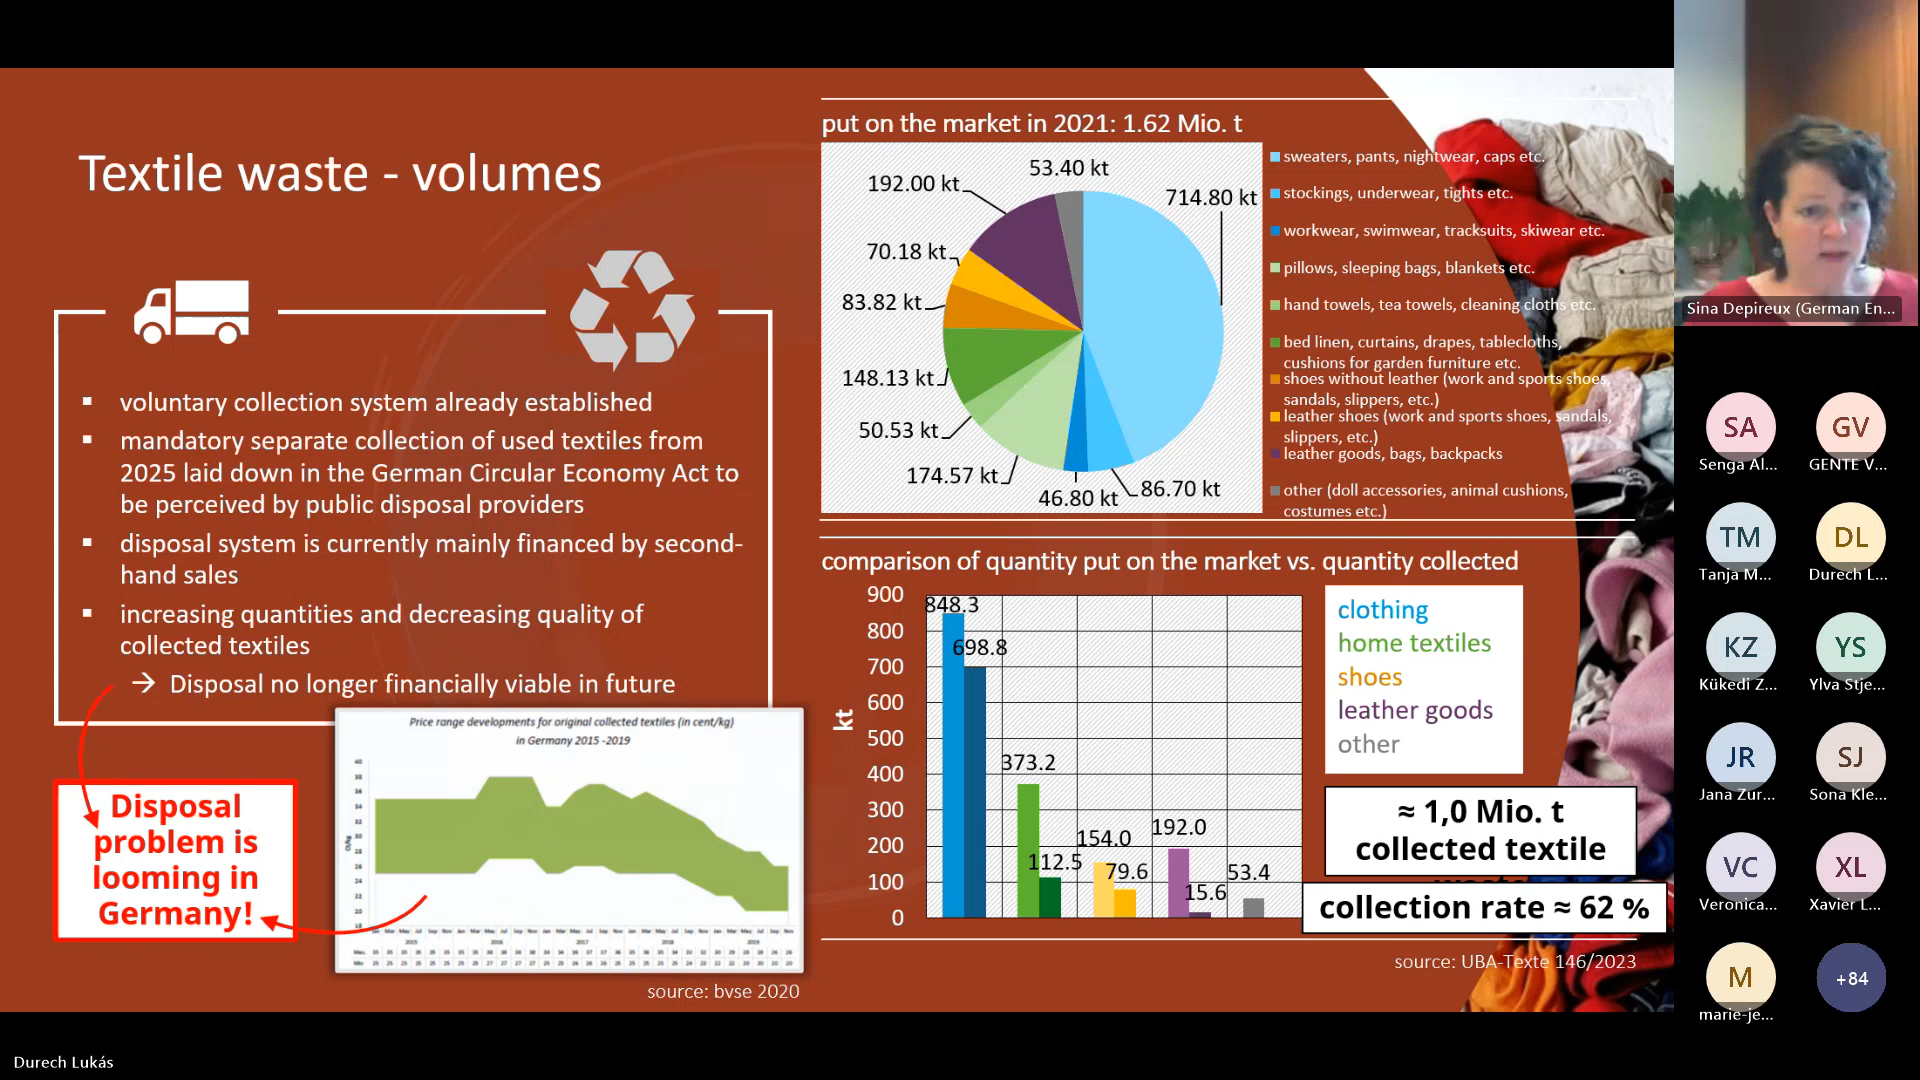 Textile waste - volumes
voluntary collection system already established
mandatory separate collection of used textiles from
2025 laid down in the German Circular Economy Act to
be perceived by public disposal providers
disposal system is currently mainly financed by second-
hand sales
increasing quantities and decreasing quality of
collected textiles
→ Disposal no longer financially viable in future
Disposal
problem is
looming in
Germany!
Price range developments for original collected textiles (in cent/kg)
in Germany 2015 -2019
source: bvse 2020
put on the market in 2021: 1.62 Mio. t
53.40 kt
192.00 kt
714.80 kt
70.18 kt
83.82 kt
148.13 kt
50.53 kt
174.57 kt
46.80 kt
86.70 kt
sweaters, pants, nightwear, caps etc.
stockings, underwear, tights etc.
workwear, swimwear, tracksuits, skiwear etc.
pillows, sleeping bags, blankets etc.
hand towels, tea towels, cleaning cloths etc.
bed linen, curtains, drapes, tablecloths,
cushions for garden furniture etc.
shoes without leather (work and sports shoes,
sandals, slippers, etc.)
leather shoes (work and sports shoes, sandals,
slippers, etc.)
leather goods, bags, backpacks
other (doll accessories, animal cushions,
costumes etc.)
comparison of quantity put on the market vs. quantity collected
kt
900
800
700
600
500
400
300
200
100
0
848.3
698.8
373.2
112.5
154.0
79.6
192.0
15.6
53.4
clothing
home textiles
shoes
leather goods
other
≈ 1,0 Mio. t
collected textile
collection rate ≈ 62 %
source: UBA-Texte 146/2023
Sina Depireux (German En...
SA
Senga Al...
GV
GENTE V...
TM
Tanja M...
DL
Durech L...
KZ
Kükedi Z...
YS
Ylva Stje...
JR
Jana Zur...
SJ
Sona Kle...
VC
Veronica...
XL
Xavier L...
M
marie-je...
+84
Durech Lukás